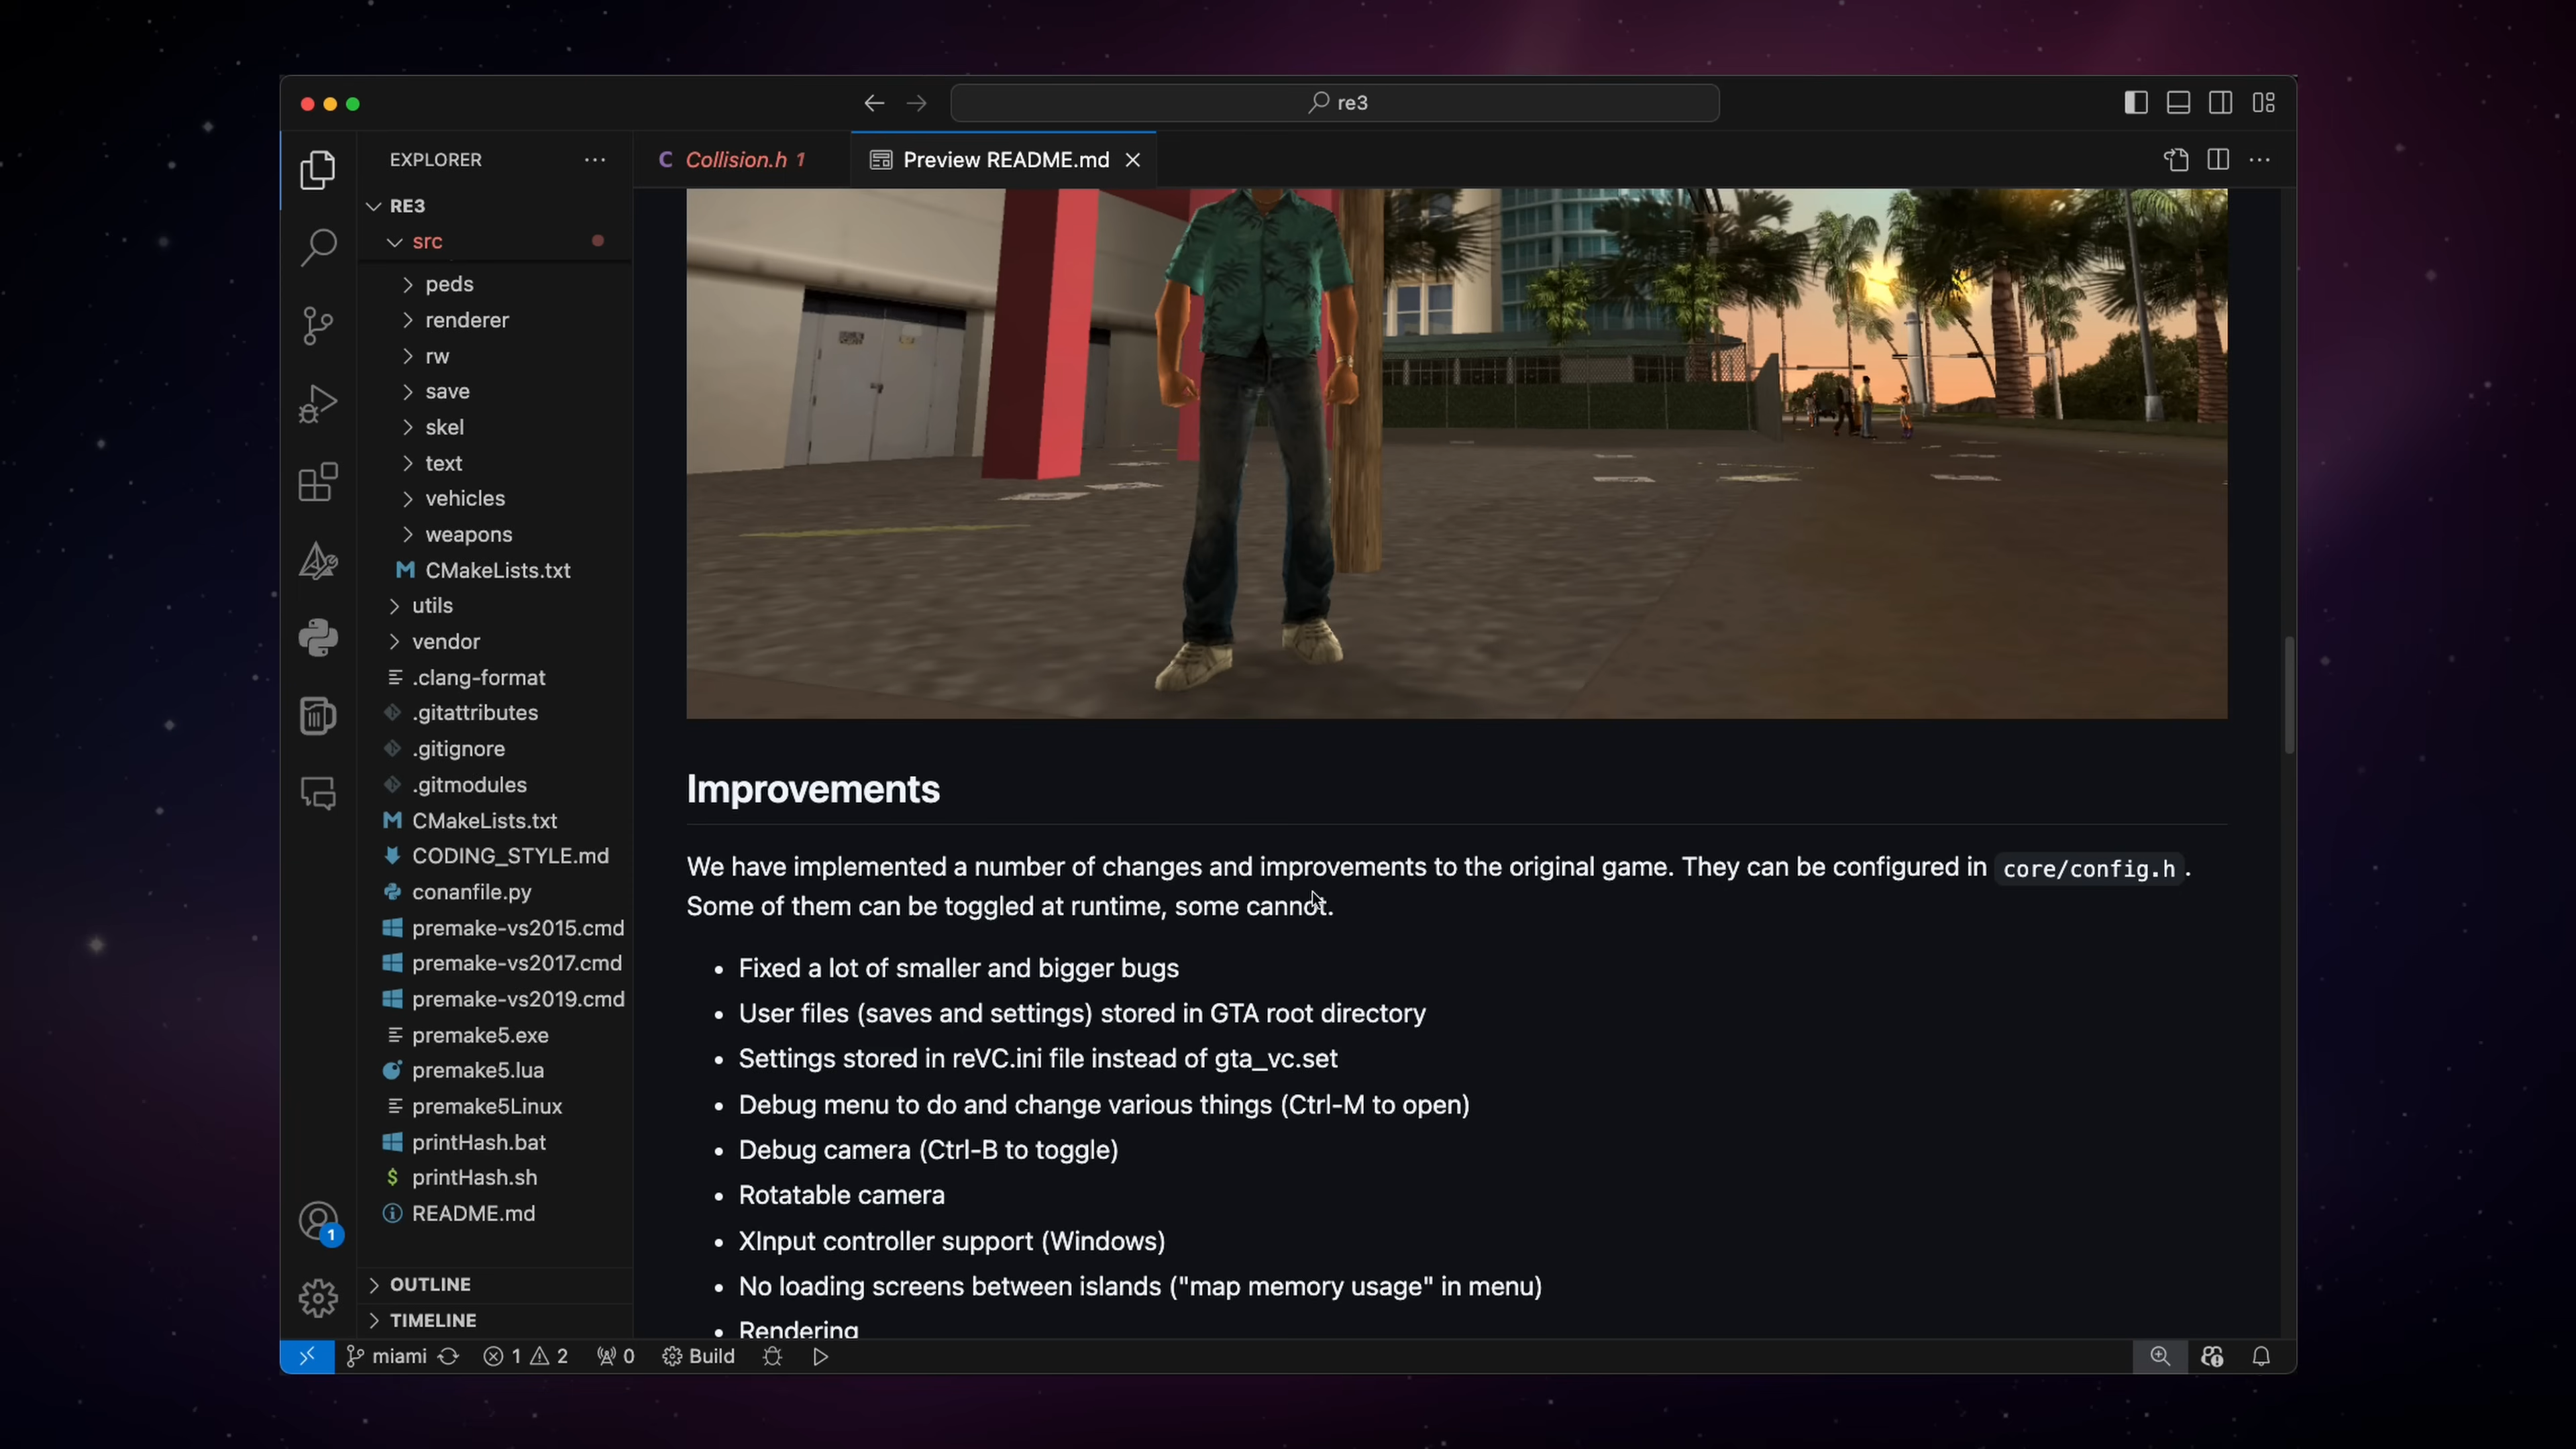 re3
EXPLORER
C Collision.h 1
Preview README.md
RE3
src
peds
renderer
rw
save
skel
text
vehicles
weapons
CMakeLists.txt
utils
vendor
.clang-format
.gitattributes
.gitignore
.gitmodules
CMakeLists.txt
CODING_STYLE.md
conanfile.py
premake-vs2015.cmd
premake-vs2017.cmd
premake-vs2019.cmd
premake5.exe
premake5.lua
premake5Linux
printHash.bat
printHash.sh
README.md
OUTLINE
TIMELINE
1
Improvements
We have implemented a number of changes and improvements to the original game. They can be configured in core/config.h.
Some of them can be toggled at runtime, some cannot.
• Fixed a lot of smaller and bigger bugs
• User files (saves and settings) stored in GTA root directory
• Settings stored in reVC.ini file instead of gta_vc.set
• Debug menu to do and change various things (Ctrl-M to open)
• Debug camera (Ctrl-B to toggle)
• Rotatable camera
• XInput controller support (Windows)
• No loading screens between islands ("map memory usage" in menu)
• Rendering
miami 1 2 0 Build